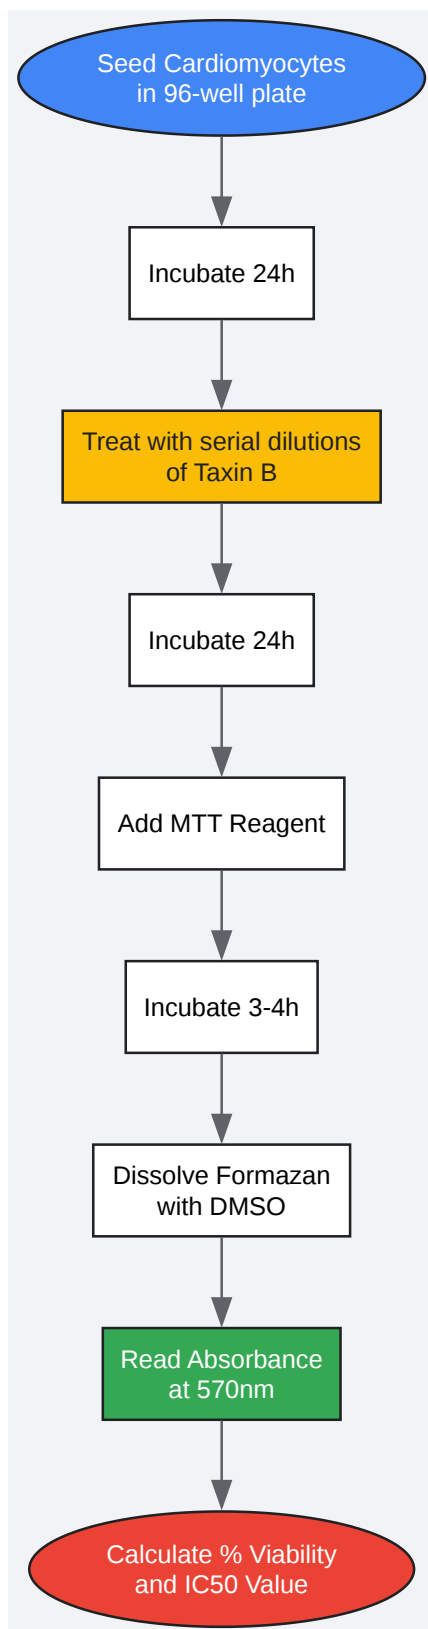 Seed Cardiomyocytes
in 96-well plate
Incubate 24h
Treat with serial dilutions
of Taxin B
Incubate 24h
Add MTT Reagent
Incubate 3-4h
Dissolve Formazan
with DMSO
Read Absorbance
at 570nm
Calculate % Viability
and IC50 Value